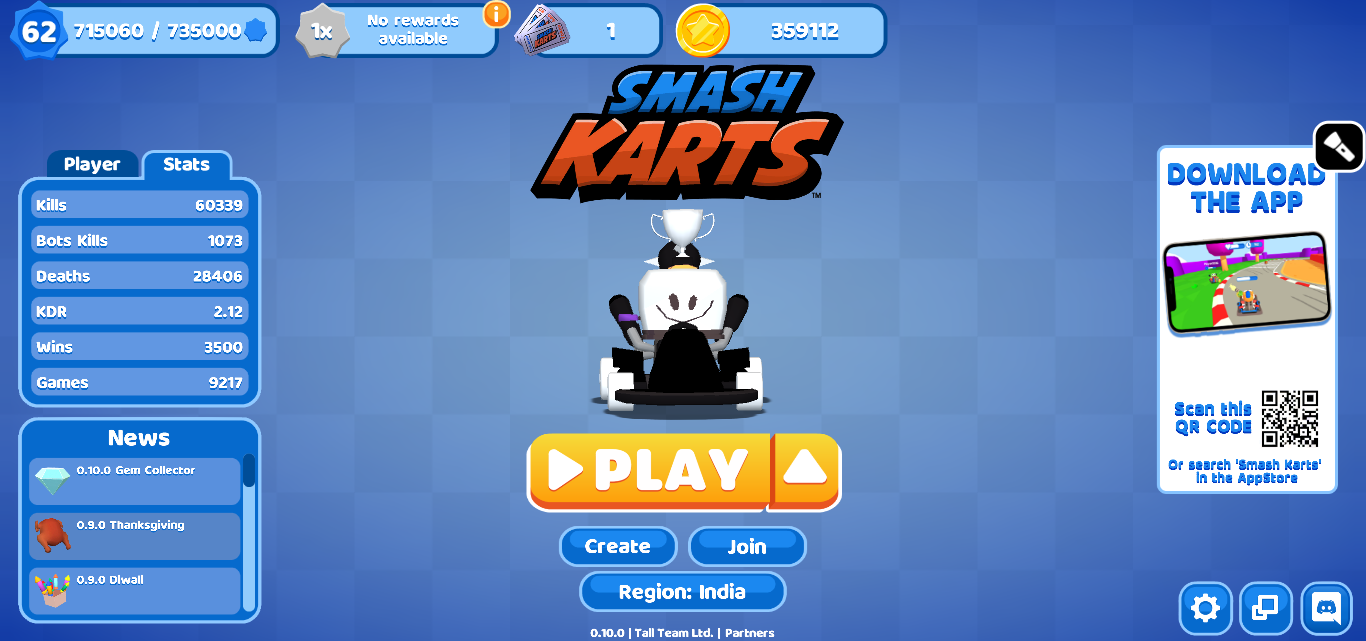 62 715060 / 735000
1x No rewards
available
i
1
359112
SMASH
KARTS
TM
Player Stats
Kills 60339
Bots Kills 1073
Deaths 28406
KDR 2.12
Wins 3500
Games 9217
News
0.10.0 Gem Collector
0.9.0 Thanksgiving
0.9.0 Diwali
PLAY
Create Join
Region: India
0.10.0 | Tall Team Ltd. | Partners
DOWNLOAD
THE APP
Scan this
QR CODE
Or search 'Smash Karts'
in the AppStore